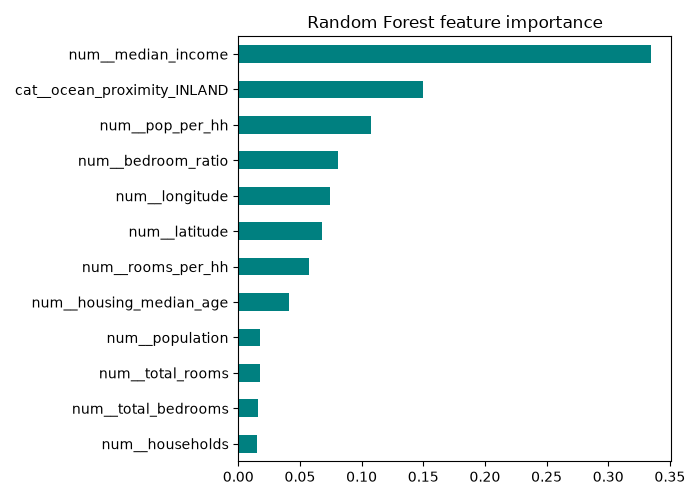 Random Forest feature importance
num__median_income
cat__ocean_proximity_INLAND
num__pop_per_hh
num__bedroom_ratio
num__longitude
num__latitude
num__rooms_per_hh
num__housing_median_age
num__population
num__total_rooms
num__total_bedrooms
num__households
0.00 0.05 0.10 0.15 0.20 0.25 0.30 0.35